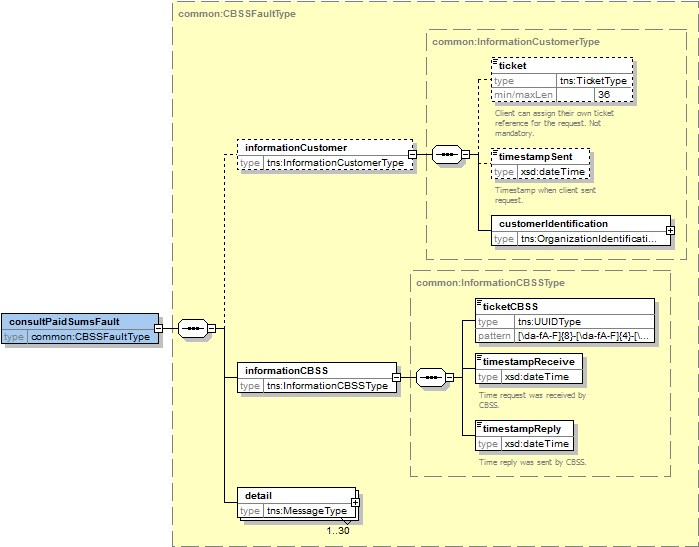 common:CBSSFaultType
common:InformationCustomerType
ticket
type tns:TicketType
min/maxLen 36
Client can assign their own ticket
reference for the request. Not
mandatory.
informationCustomer
type tns:InformationCustomerType
timestampSent
type xsd:dateTime
Timestamp when client sent
request.
customerIdentification
type tns:OrganizationIdentificati...
common:InformationCBSSType
consultPaidSumsFault
type common:CBSSFaultType
ticketCBSS
type tns:UUIDType
pattern [\da-fA-F]{8}-[\da-fA-F]{4}-[\...
informationCBSS
type tns:InformationCBSSType
timestampReceive
type xsd:dateTime
Time request was received by
CBSS.
timestampReply
type xsd:dateTime
Time reply was sent by CBSS.
detail
type tns:MessageType
1..30